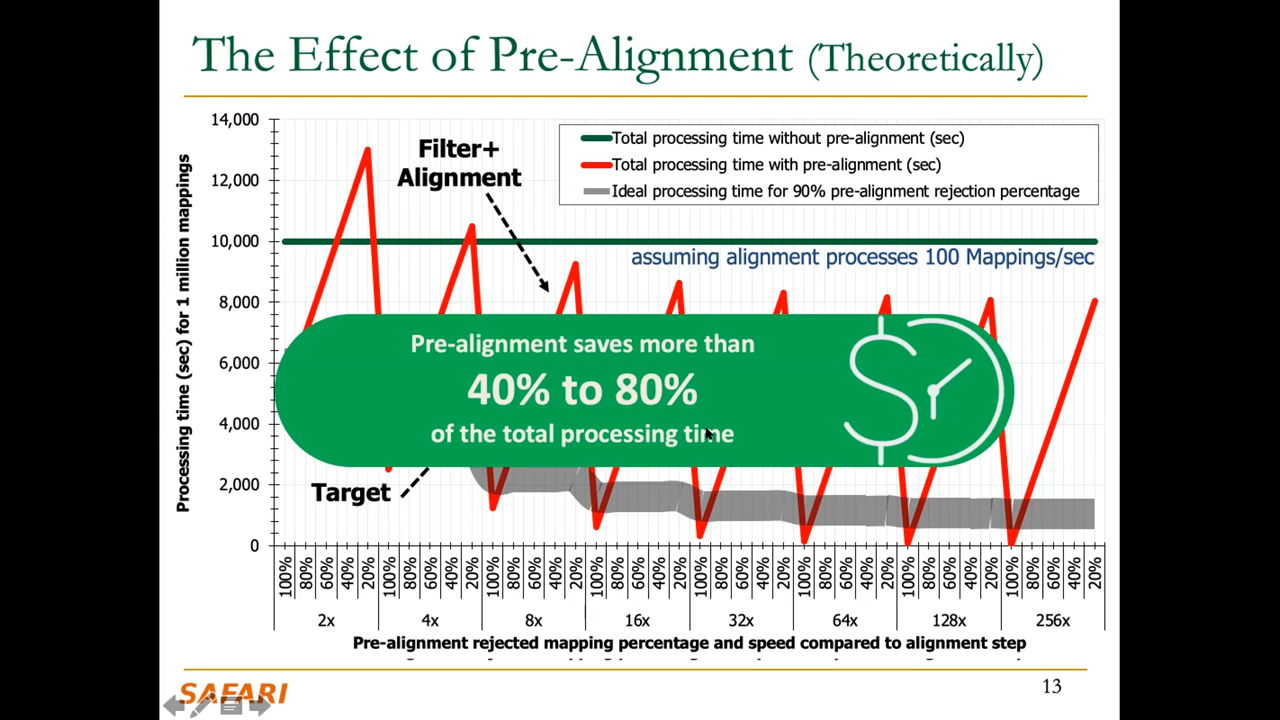 The Effect of Pre-Alignment (Theoretically)
Processing time (sec) for 1 million mappings
14,000
12,000
10,000
8,000
6,000
4,000
2,000
0
Filter+
Alignment
Total processing time without pre-alignment (sec)
Total processing time with pre-alignment (sec)
Ideal processing time for 90% pre-alignment rejection percentage
assuming alignment processes 100 Mappings/sec
Pre-alignment saves more than
40% to 80%
of the total processing time
Target
100% 80% 60% 40% 20% 100% 80% 60% 40% 20% 100% 80% 60% 40% 20% 100% 80% 60% 40% 20% 100% 80% 60% 40% 20% 100% 80% 60% 40% 20% 100% 80% 60% 40% 20% 100% 80% 60% 40% 20%
2x 4x 8x 16x 32x 64x 128x 256x
Pre-alignment rejected mapping percentage and speed compared to alignment step
SAFARI
13